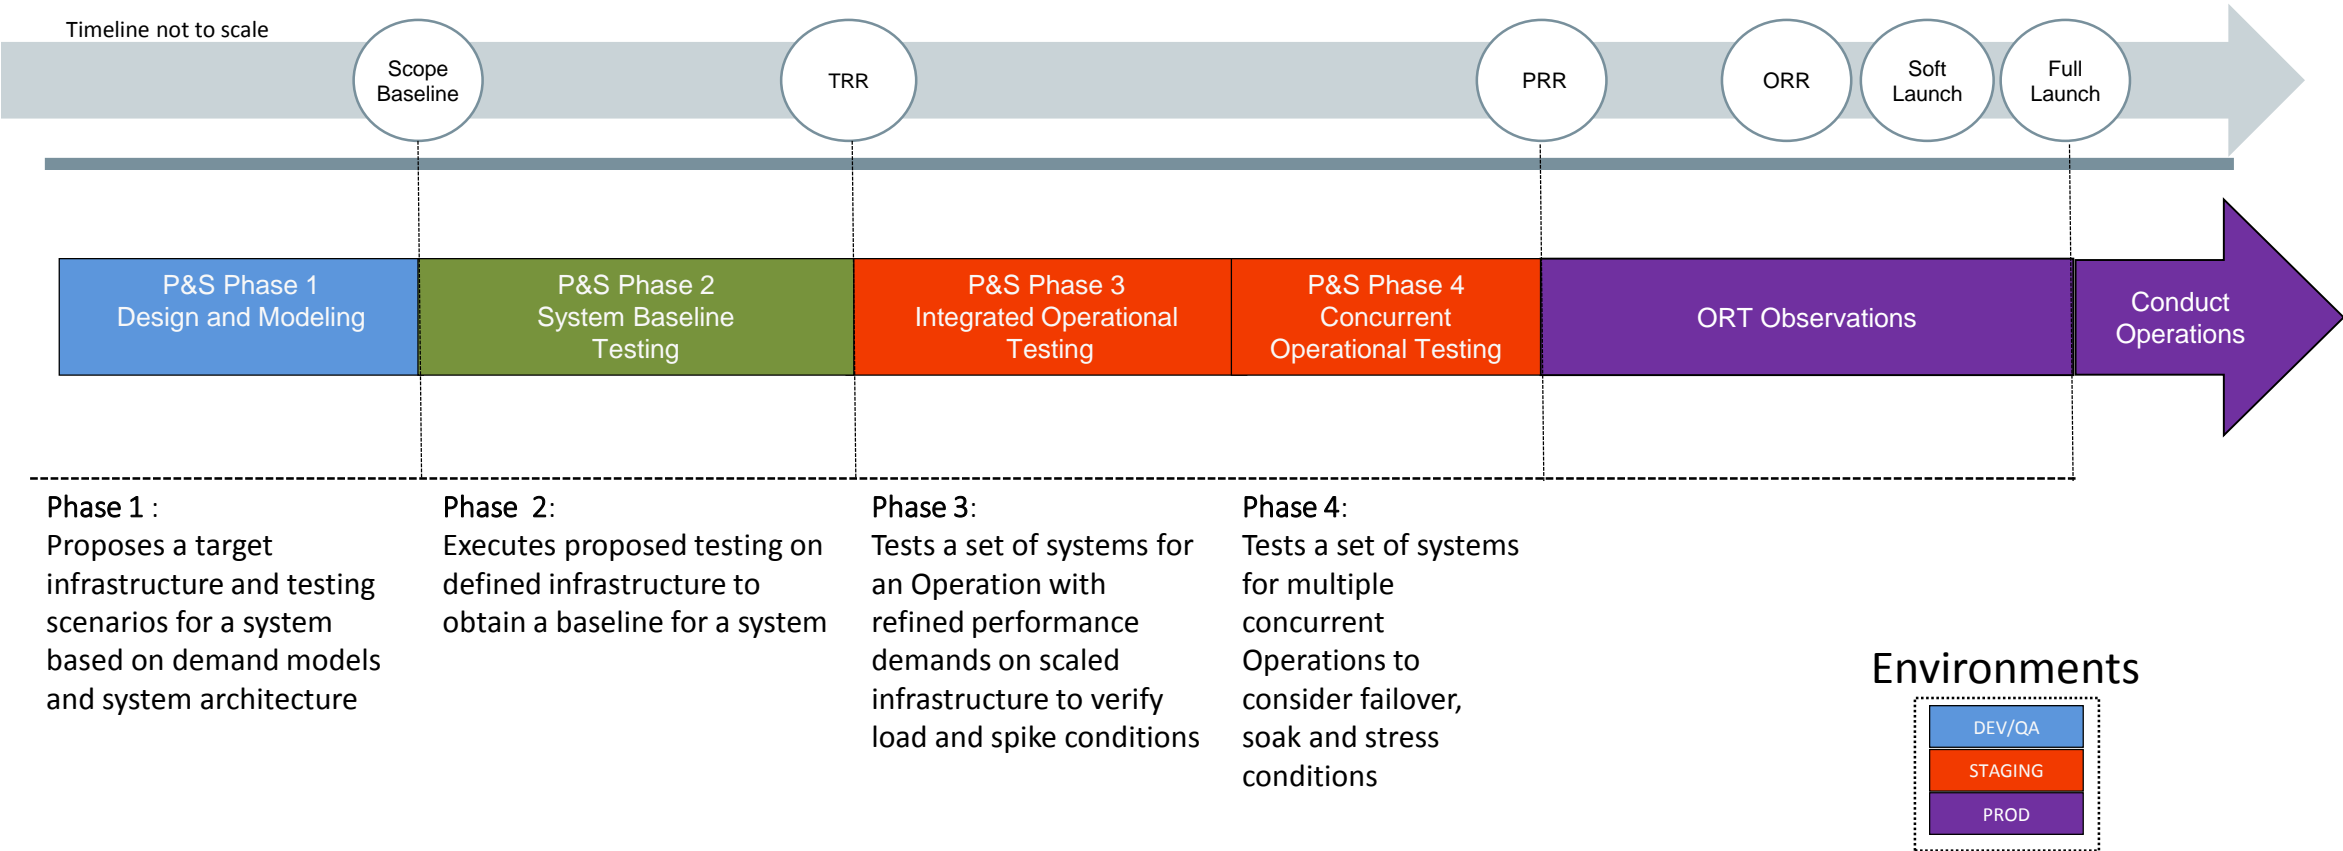 Timeline not to scale
Scope
Baseline
TRR
PRR
ORR
Soft
Launch
Full
Launch
P&S Phase 1
Design and Modeling
P&S Phase 2
System Baseline
Testing
P&S Phase 3
Integrated Operational
Testing
P&S Phase 4
Concurrent
Operational Testing
ORT Observations
Conduct
Operations
Phase 1 :
Proposes a target
infrastructure and testing
scenarios for a system
based on demand models
and system architecture
Phase  2:
Executes proposed testing on
defined infrastructure to
obtain a baseline for a system
Phase 3:
Tests a set of systems for
an Operation with
refined performance
demands on scaled
infrastructure to verify
load and spike conditions
Phase 4:
Tests a set of systems
for multiple
concurrent
Operations to
consider failover,
soak and stress
conditions
Environments
DEV/QA
STAGING
PROD